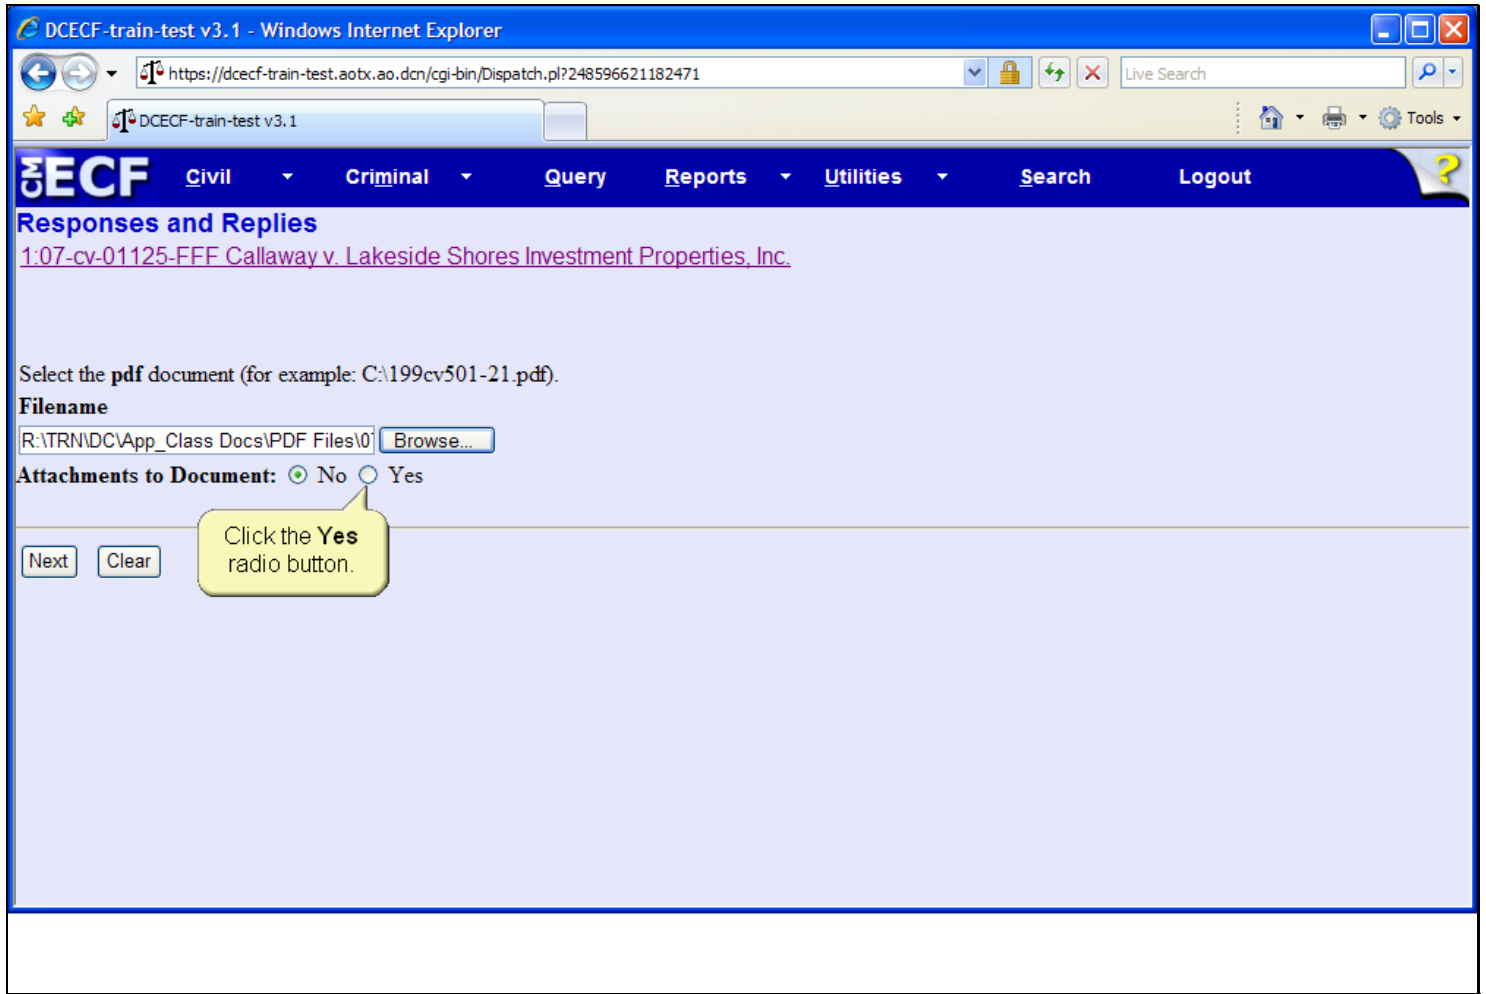 DCECF-train-test v3.1 - Windows Internet Explorer
https://dcecf-train-test.aotx.ao.dcn/cgi-bin/Dispatch.pl?248596621182471
Live Search
DCECF-train-test v3.1
Tools
CM ECF Civil Criminal Query Reports Utilities Search Logout ?
Responses and Replies
1:07-cv-01125-FFF Callaway v. Lakeside Shores Investment Properties, Inc.
Select the pdf document (for example: C:\199cv501-21.pdf).
Filename
R:\TRN\DC\App_Class Docs\PDF Files\07 Browse...
Attachments to Document: No Yes
Click the Yes
radio button.
Next Clear